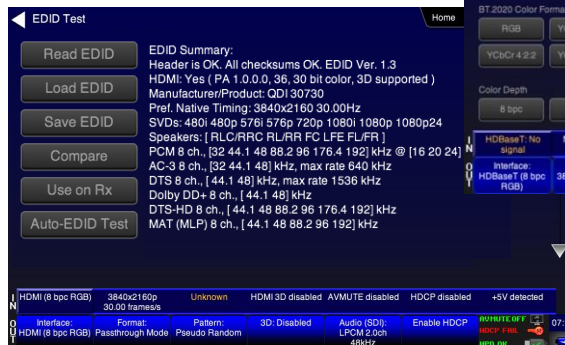 EDID Test
Home
Read EDID
Load EDID
Save EDID
Compare
Use on Rx
Auto-EDID Test
EDID Summary:
Header is OK. All checksums OK. EDID Ver. 1.3
HDMI: Yes ( PA 1.0.0.0, 36, 30 bit color, 3D supported )
Manufacturer/Product: QDI 30730
Pref. Native Timing: 3840x2160 30.00Hz
SVDs: 480i 480p 576i 576p 720p 1080i 1080p 1080p24
Speakers: [ RLC/RRC RL/RR FC LFE FL/FR ]
PCM 8 ch., [32 44.1 48 88.2 96 176.4 192] kHz @ [16 20 24]
AC-3 8 ch., [32 44.1 48] kHz, max rate 640 kHz
DTS 8 ch., [ 44.1 48] kHz, max rate 1536 kHz
Dolby DD+ 8 ch., [ 44.1 48] kHz
DTS-HD 8 ch., [ 44.1 48 88.2 96 176.4 192] kHz
MAT (MLP) 8 ch., [ 44.1 48 88.2 96 192] kHz
BT.2020 Color Forma
RGB
YCbCr 4:2:2
Color Depth
8 bpc
IN
HDBaseT: No signal
OUT
Interface:
HDBaseT (8 bpc
RGB)
38
IN
HDMI (8 bpc RGB)
3840x2160p
30.00 frames/s
Unknown
HDMI 3D disabled
AVMUTE disabled
HDCP disabled
+5V detected
OUT
Interface:
HDMI (8 bpc RGB)
Format:
Passthrough Mode
Pattern:
Pseudo Random
3D: Disabled
Audio (SDI):
LPCM 2.0ch
48kHz
Enable HDCP
AVMUTE OFF
HDCP FAIL
HPD OK
07: